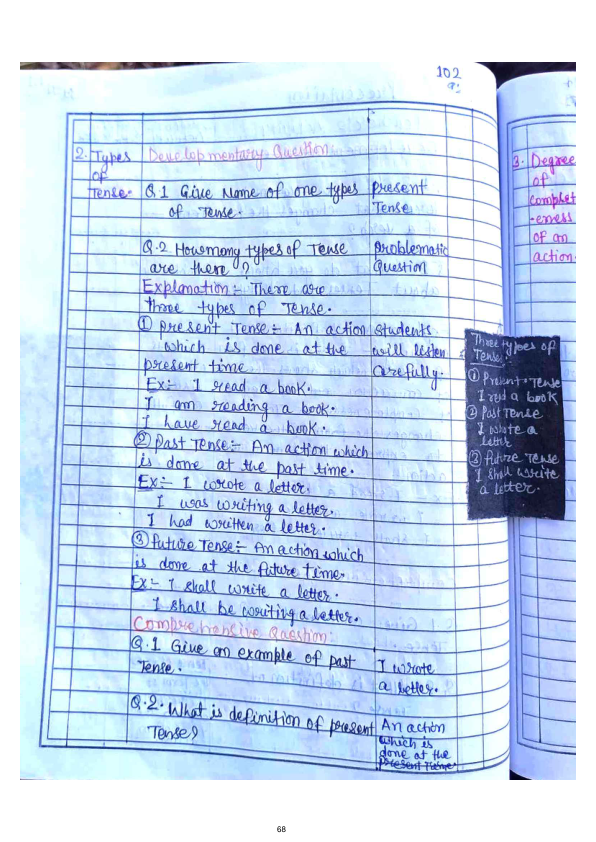 102
2. Types of Tense.
Developmentary Question
Q.1 Give Name of one types of Tense.
present Tense
Q.2 Howmany types of Tense are there?
problematic Question
Explanation :- There are three types of Tense.
① present Tense :- An action which is done at the present time
students will listen carefully.
Ex :- I read a book.
I am reading a book.
I have read a book.
② Past Tense :- An action which is done at the past time.
Ex :- I wrote a letter.
I was writing a letter.
I had written a letter.
③ future Tense :- An action which is done at the future time.
Ex :- I shall write a letter.
I shall be writing a letter.
Comprehensive Question:
Q.1 Give an example of past Tense.
I wrote a letter.
Q.2. What is definition of present Tense?
An action which is done at the present time.
Three types of Tense:
① Present Tense
I read a book
② Past Tense
I wrote a letter
③ future Tense
I shall write a letter.
3. Degree of complet-eness of an action.
68